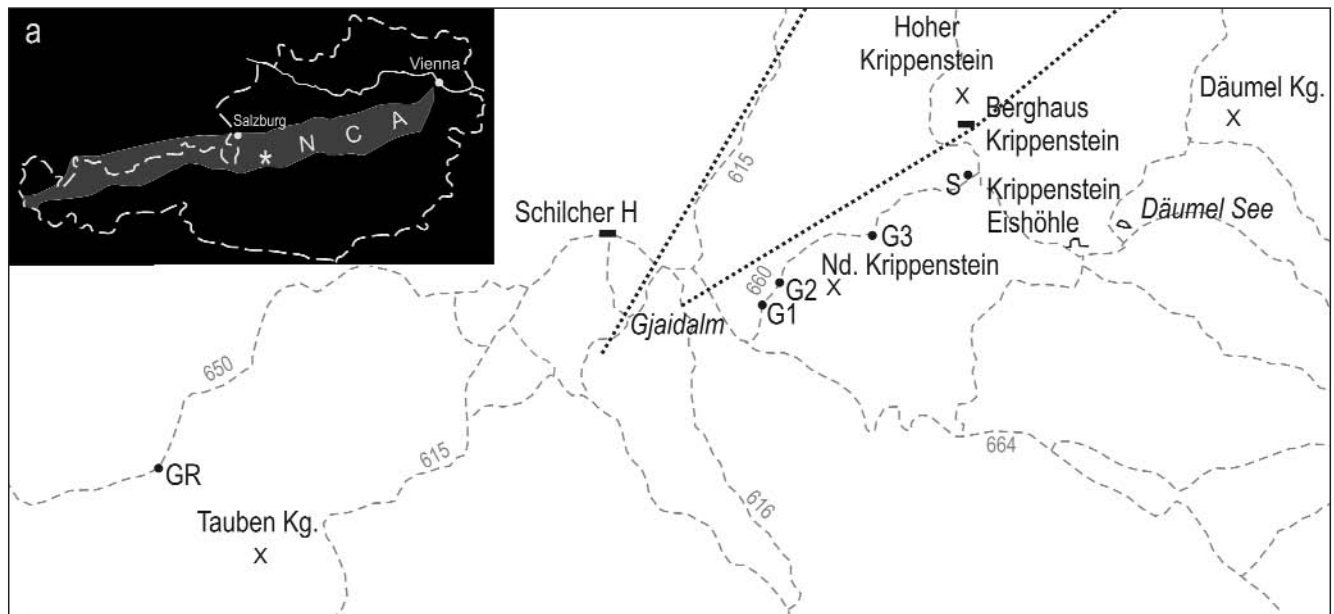 a
Vienna
Salzburg
* N C A
Hoher
Krippenstein
X
Däumel Kg.
X
Berghaus
Krippenstein
615
S
Krippenstein
Eishöhle
Däumel See
Schilcher H
G3
Nd. Krippenstein
X
660
G2
G1
Gjaidalm
650
615
664
GR
616
Tauben Kg.
X